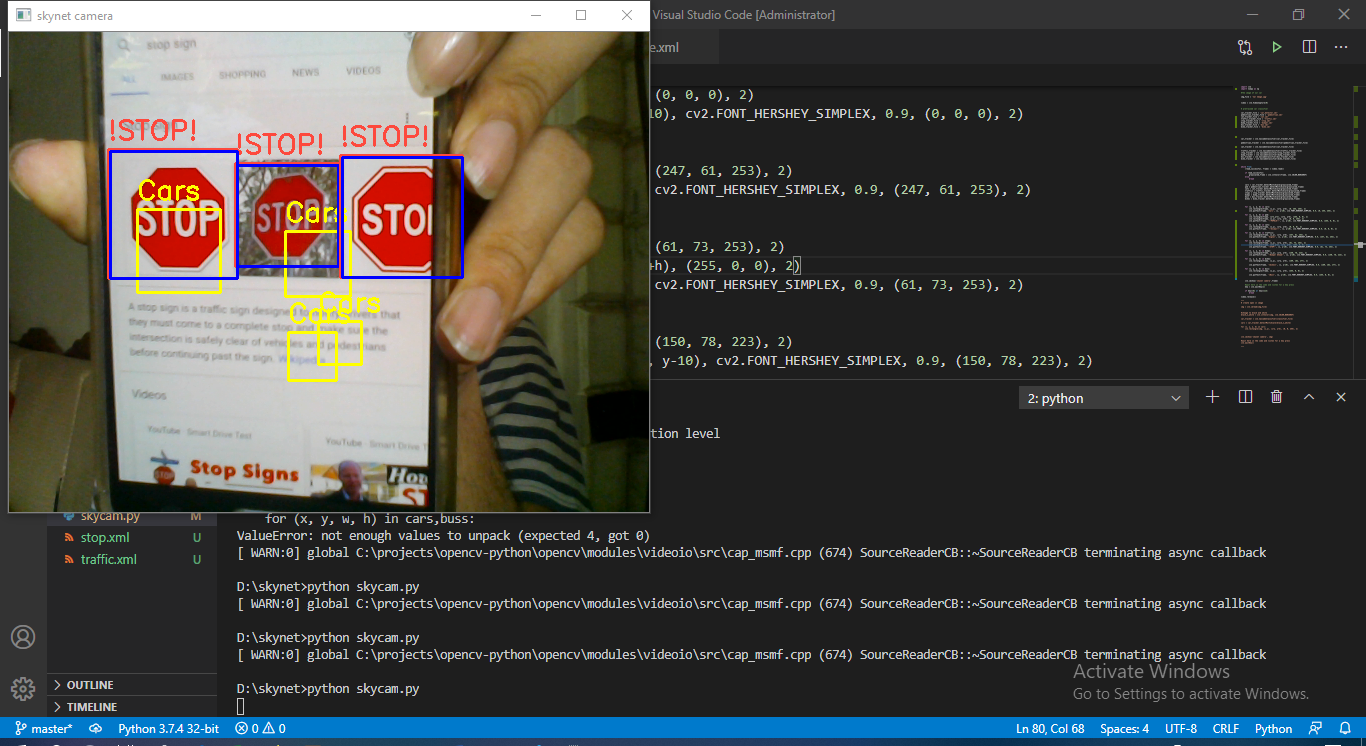 skynet camera
Visual Studio Code [Administrator]
e.xml
stop sign
ALL IMAGES SHOPPING NEWS VIDEOS
!STOP! !STOP! !STOP!
Cars
STOP
Cars
STOP
STOP
A stop sign is a traffic sign designed to drivers that
Cars
Cars
they must come to a complete stop and make sure the
intersection is safely clear of vehicles and pedestrians
before continuing past the sign. Wikipedia
Videos
YouTube · Smart Drive Test
YouTube · Smart Drive T
Stop Signs
How
ST
(0, 0, 0), 2)
10), cv2.FONT_HERSHEY_SIMPLEX, 0.9, (0, 0, 0), 2)
(247, 61, 253), 2)
cv2.FONT_HERSHEY_SIMPLEX, 0.9, (247, 61, 253), 2)
(61, 73, 253), 2)
+h), (255, 0, 0), 2)
cv2.FONT_HERSHEY_SIMPLEX, 0.9, (61, 73, 253), 2)
(150, 78, 223), 2)
y-10), cv2.FONT_HERSHEY_SIMPLEX, 0.9, (150, 78, 223), 2)
2: python
tion level
skycam.py M
stop.xml U
traffic.xml U
OUTLINE
TIMELINE
for (x, y, w, h) in cars,buss:
ValueError: not enough values to unpack (expected 4, got 0)
[ WARN:0] global C:\projects\opencv-python\opencv\modules\videoio\src\cap_msmf.cpp (674) SourceReaderCB::~SourceReaderCB terminating async callback
D:\skynet>python skycam.py
[ WARN:0] global C:\projects\opencv-python\opencv\modules\videoio\src\cap_msmf.cpp (674) SourceReaderCB::~SourceReaderCB terminating async callback
D:\skynet>python skycam.py
[ WARN:0] global C:\projects\opencv-python\opencv\modules\videoio\src\cap_msmf.cpp (674) SourceReaderCB::~SourceReaderCB terminating async callback
D:\skynet>python skycam.py
Activate Windows
Go to Settings to activate Windows.
master* Python 3.7.4 32-bit 0 0 Ln 80, Col 68 Spaces: 4 UTF-8 CRLF Python